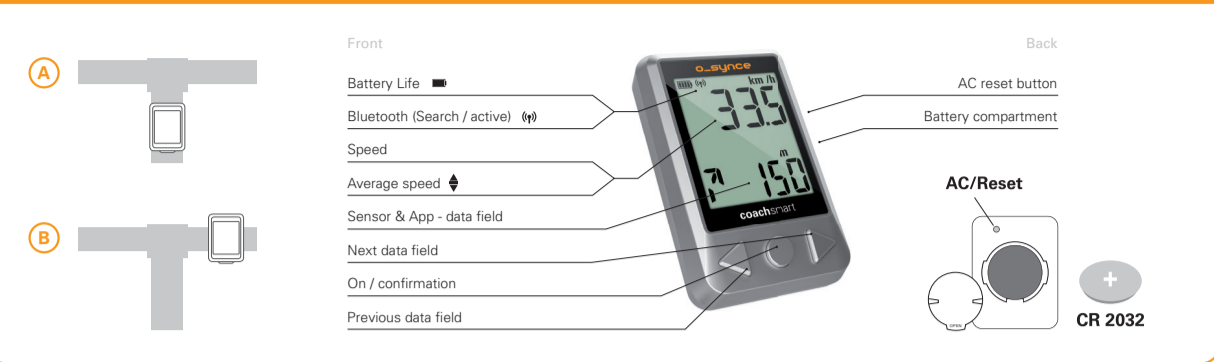 A
B
Front
Battery Life
Bluetooth (Search / active)
Speed
Average speed
Sensor & App - data field
Next data field
On / confirmation
Previous data field
o_synce
km/h
33.5
m
150
coachsmart
Back
AC reset button
Battery compartment
AC/Reset
OPEN
+
CR 2032